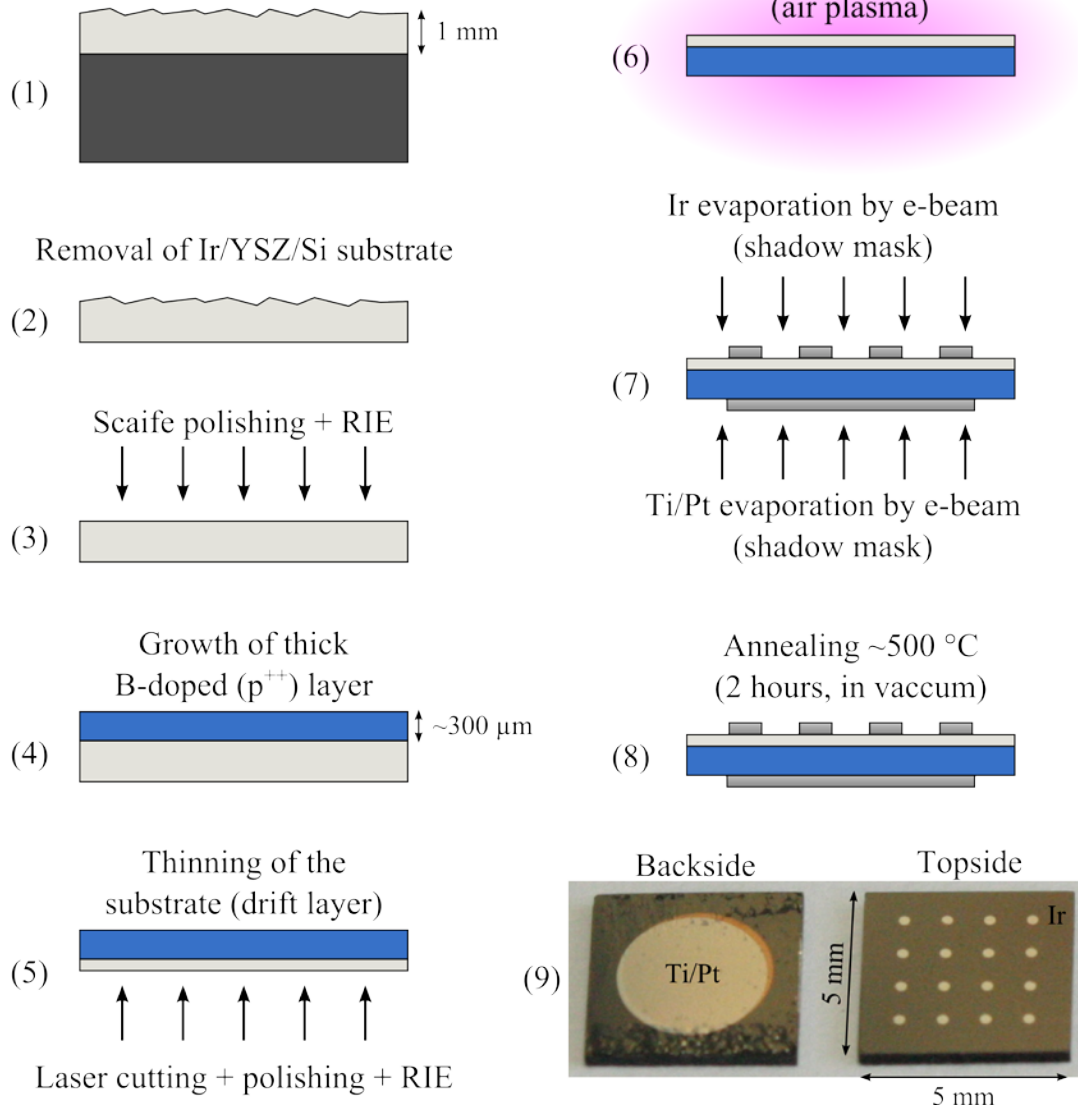 1 mm
(1)
Removal of Ir/YSZ/Si substrate
(2)
Scaife polishing + RIE
(3)
Growth of thick
B-doped (p⁺⁺) layer
~300 µm
(4)
Thinning of the
substrate (drift layer)
(5)
Laser cutting + polishing + RIE
(air plasma)
(6)
Ir evaporation by e-beam
(shadow mask)
(7)
Ti/Pt evaporation by e-beam
(shadow mask)
Annealing ~500 °C
(2 hours, in vaccum)
(8)
Backside
Topside
(9)
Ti/Pt
Ir
5 mm
5 mm